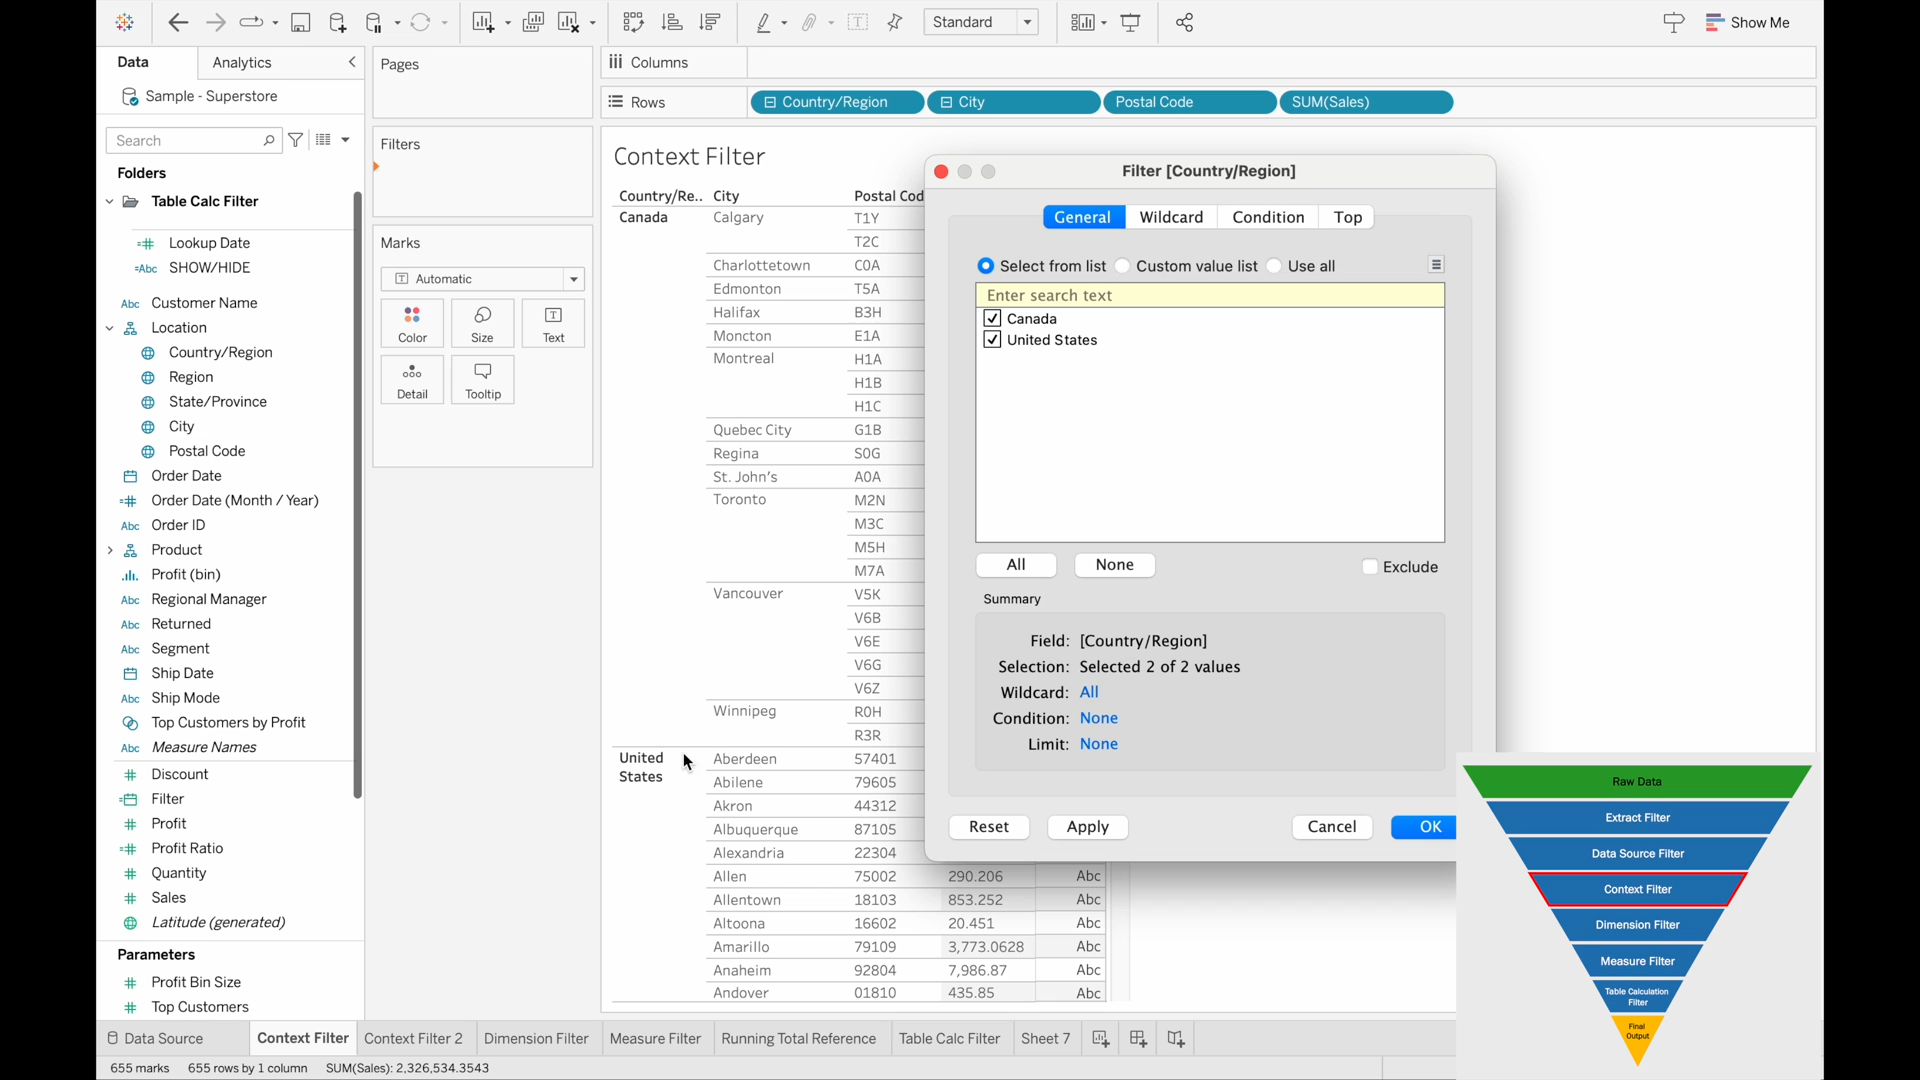 Standard
Show Me
Data
Analytics
Sample - Superstore
Search
Folders
Table Calc Filter
=# Lookup Date
=Abc SHOW/HIDE
Abc Customer Name
Location
Country/Region
Region
State/Province
City
Postal Code
Order Date
=# Order Date (Month / Year)
Abc Order ID
Product
Profit (bin)
Abc Regional Manager
Abc Returned
Abc Segment
Ship Date
Abc Ship Mode
Top Customers by Profit
Abc Measure Names
# Discount
Filter
# Profit
=# Profit Ratio
# Quantity
# Sales
Latitude (generated)
Parameters
# Profit Bin Size
# Top Customers
Pages
Filters
Marks
Automatic
Color
Size
Text
Detail
Tooltip
Columns
Rows
Country/Region
City
Postal Code
SUM(Sales)
Context Filter
Country/Re.. City Postal Cod
Canada Calgary T1Y
T2C
Charlottetown C0A
Edmonton T5A
Halifax B3H
Moncton E1A
Montreal H1A
H1B
H1C
Quebec City G1B
Regina S0G
St. John's A0A
Toronto M2N
M3C
M5H
M7A
Vancouver V5K
V6B
V6E
V6G
V6Z
Winnipeg R0H
R3R
United States Aberdeen 57401
Abilene 79605
Akron 44312
Albuquerque 87105
Alexandria 22304
Allen 75002 290.206 Abc
Allentown 18103 853.252 Abc
Altoona 16602 20.451 Abc
Amarillo 79109 3,773.0628 Abc
Anaheim 92804 7,986.87 Abc
Andover 01810 435.85 Abc
Filter [Country/Region]
General Wildcard Condition Top
Select from list Custom value list Use all
Enter search text
Canada
United States
All None Exclude
Summary
Field: [Country/Region]
Selection: Selected 2 of 2 values
Wildcard: All
Condition: None
Limit: None
Reset Apply Cancel OK
Raw Data
Extract Filter
Data Source Filter
Context Filter
Dimension Filter
Measure Filter
Table Calculation
Filter
Final
Output
Data Source Context Filter Context Filter 2 Dimension Filter Measure Filter Running Total Reference Table Calc Filter Sheet 7
655 marks 655 rows by 1 column SUM(Sales): 2,326,534.3543